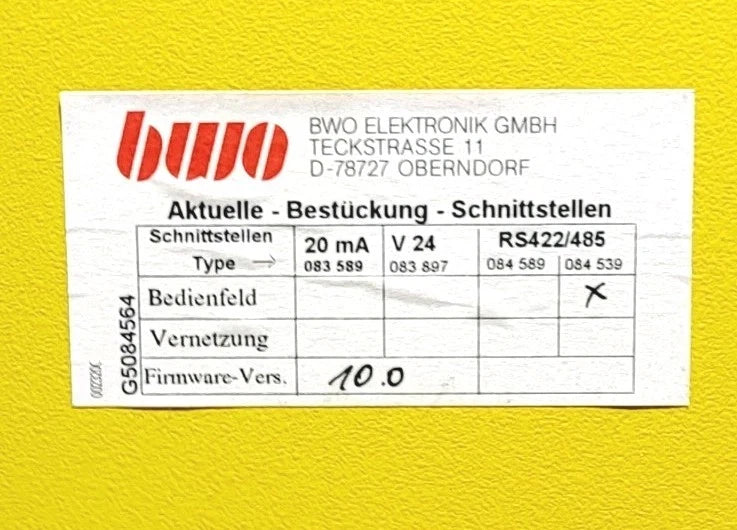 bwo
BWO ELEKTRONIK GMBH
TECKSTRASSE 11
D-78727 OBERNDORF
Aktuelle - Bestückung - Schnittstellen
Schnittstellen 20 mA V 24 RS422/485
Type → 083 589 083 897 084 589 084 539
Bedienfeld x
Vernetzung
Firmware-Vers. 10.0
G5084564